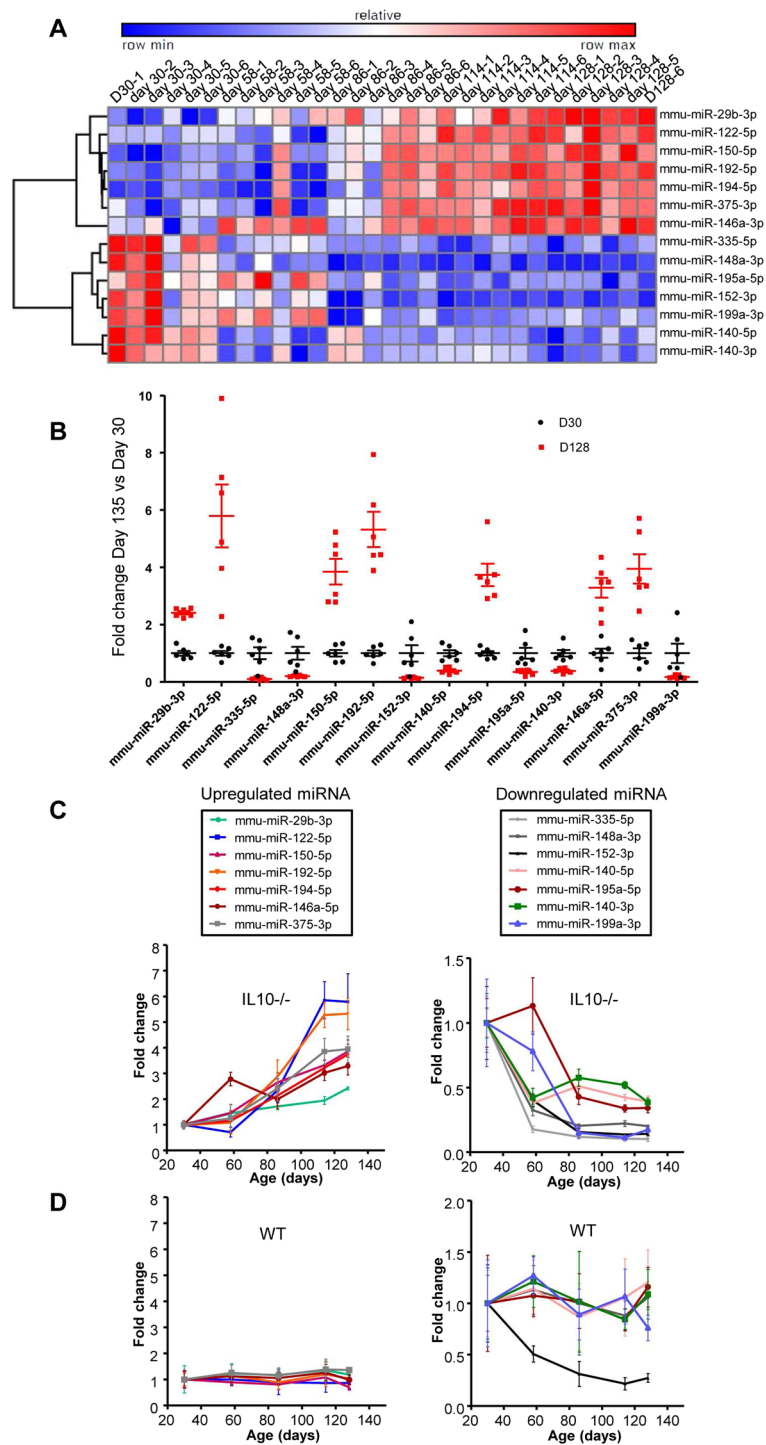 A
relative
row min
row max
D30-1
day 30-2
day 30-3
day 30-4
day 30-5
day 30-6
day 58-1
day 58-2
day 58-3
day 58-4
day 58-5
day 58-6
day 86-1
day 86-2
day 86-3
day 86-4
day 86-5
day 86-6
day 114-1
day 114-2
day 114-3
day 114-4
day 114-5
day 114-6
day 128-1
day 128-2
day 128-3
day 128-4
day 128-5
D128-6
mmu-miR-29b-3p
mmu-miR-122-5p
mmu-miR-150-5p
mmu-miR-192-5p
mmu-miR-194-5p
mmu-miR-375-3p
mmu-miR-146a-3p
mmu-miR-335-5p
mmu-miR-148a-3p
mmu-miR-195a-5p
mmu-miR-152-3p
mmu-miR-199a-3p
mmu-miR-140-5p
mmu-miR-140-3p
B
Fold change Day 135 vs Day 30
10
8
6
4
2
0
D30
D128
mmu-miR-29b-3p
mmu-miR-122-5p
mmu-miR-335-5p
mmu-miR-148a-3p
mmu-miR-150-5p
mmu-miR-192-5p
mmu-miR-152-3p
mmu-miR-140-5p
mmu-miR-194-5p
mmu-miR-195a-5p
mmu-miR-140-3p
mmu-miR-146a-5p
mmu-miR-375-3p
mmu-miR-199a-3p
C
Upregulated miRNA
mmu-miR-29b-3p
mmu-miR-122-5p
mmu-miR-150-5p
mmu-miR-192-5p
mmu-miR-194-5p
mmu-miR-146a-5p
mmu-miR-375-3p
Downregulated miRNA
mmu-miR-335-5p
mmu-miR-148a-3p
mmu-miR-152-3p
mmu-miR-140-5p
mmu-miR-195a-5p
mmu-miR-140-3p
mmu-miR-199a-3p
Fold change
8
7
6
5
4
3
2
1
0
IL10-/-
20 40 60 80 100 120 140
Age (days)
Fold change
1.5
1.0
0.5
0.0
IL10-/-
20 40 60 80 100 120 140
Age (days)
D
Fold change
8
7
6
5
4
3
2
1
0
WT
20 40 60 80 100 120 140
Age (days)
Fold change
2.0
1.5
1.0
0.5
0.0
WT
20 40 60 80 100 120 140
Age (days)